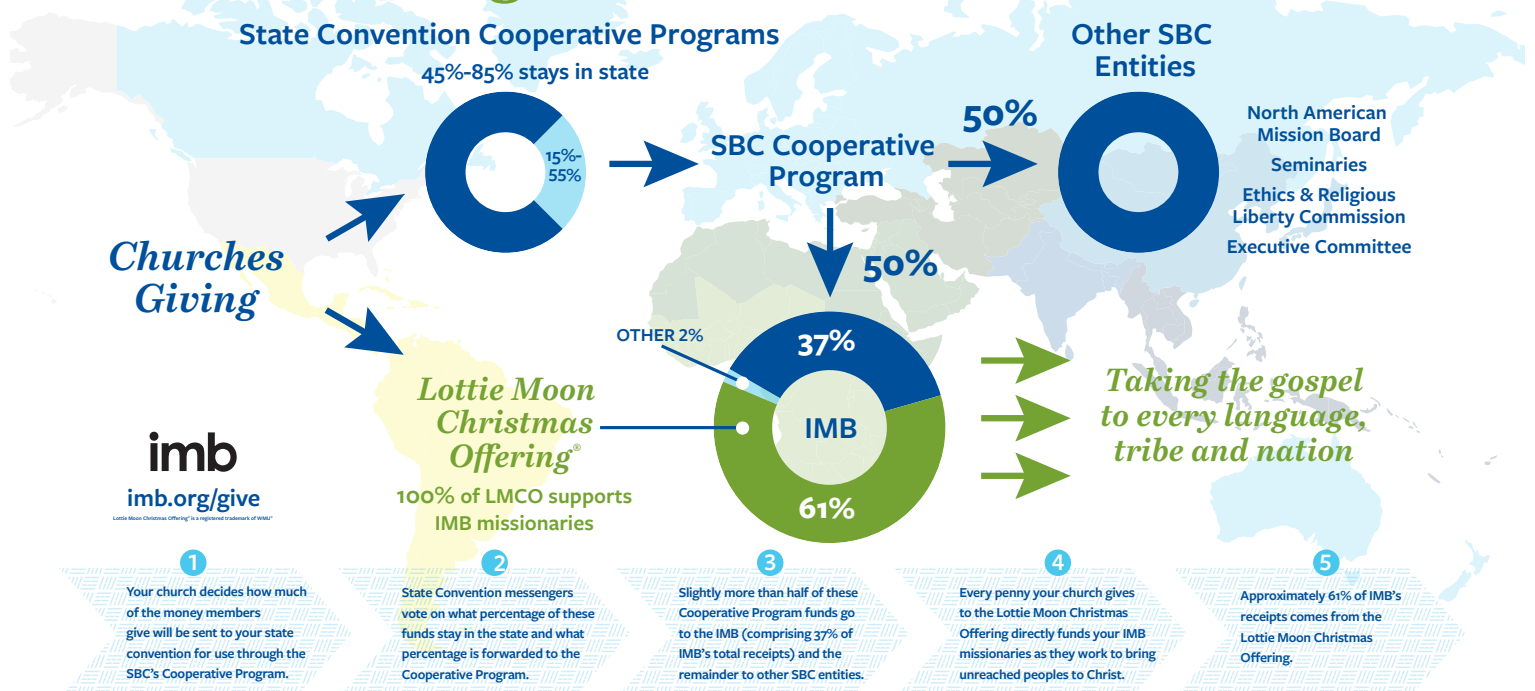 State Convention Cooperative Programs
45%-85% stays in state
15%-
55%
SBC Cooperative
Program
50%
50%
Other SBC
Entities
North American
Mission Board
Seminaries
Ethics & Religious
Liberty Commission
Executive Committee
Churches
Giving
OTHER 2%
37%
IMB
61%
Lottie Moon
Christmas
Offering®
100% of LMCO supports
IMB missionaries
Taking the gospel
to every language,
tribe and nation
imb
imb.org/give
Lottie Moon Christmas Offering® is a registered trademark of WMU®
1
Your church decides how much
of the money members
give will be sent to your state
convention for use through the
SBC's Cooperative Program.
2
State Convention messengers
vote on what percentage of these
funds stay in the state and what
percentage is forwarded to the
Cooperative Program.
3
Slightly more than half of these
Cooperative Program funds go
to the IMB (comprising 37% of
IMB's total receipts) and the
remainder to other SBC entities.
4
Every penny your church gives
to the Lottie Moon Christmas
Offering directly funds your IMB
missionaries as they work to bring
unreached peoples to Christ.
5
Approximately 61% of IMB's
receipts comes from the
Lottie Moon Christmas
Offering.